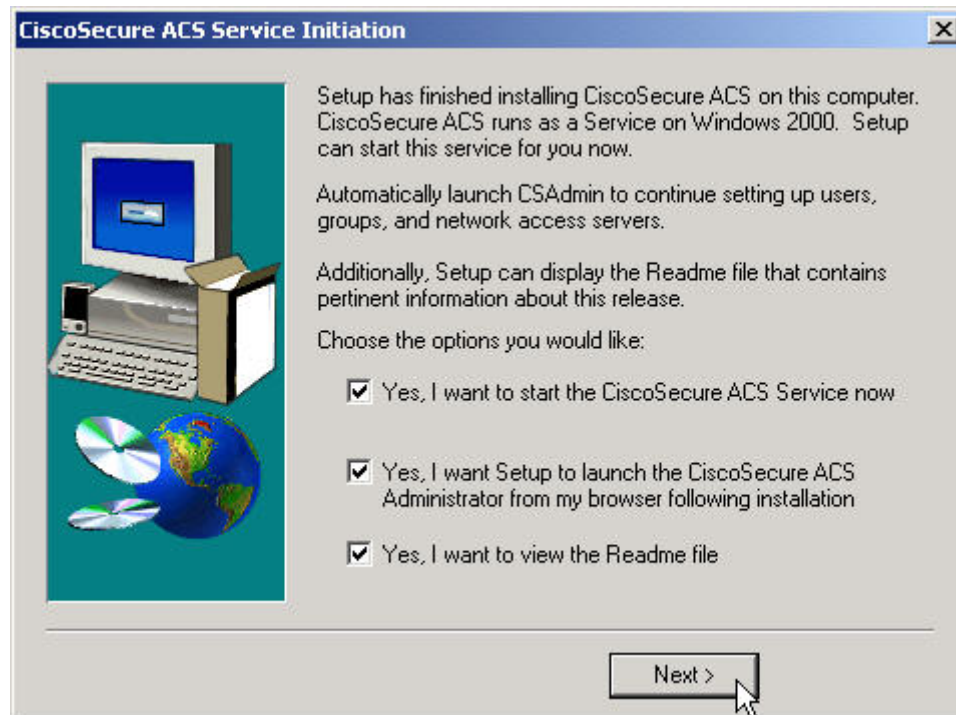 CiscoSecure ACS Service Initiation
Setup has finished installing CiscoSecure ACS on this computer.
CiscoSecure ACS runs as a Service on Windows 2000.  Setup
can start this service for you now.
Automatically launch CSAdmin to continue setting up users,
groups, and network access servers.
Additionally, Setup can display the Readme file that contains
pertinent information about this release.
Choose the options you would like:
Yes, I want to start the CiscoSecure ACS Service now
Yes, I want Setup to launch the CiscoSecure ACS
Administrator from my browser following installation
Yes, I want to view the Readme file
Next >